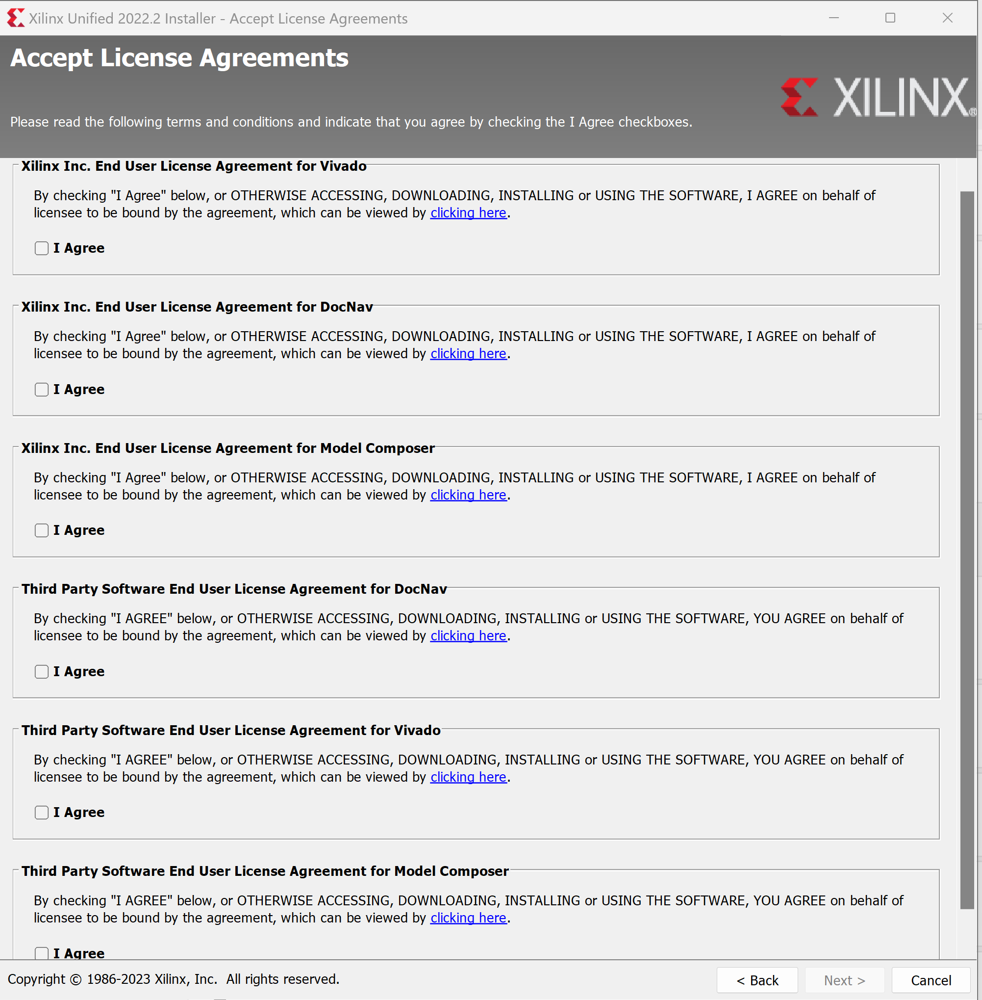 Xilinx Unified 2022.2 Installer - Accept License Agreements
Accept License Agreements
XILINX®
Please read the following terms and conditions and indicate that you agree by checking the I Agree checkboxes.
Xilinx Inc. End User License Agreement for Vivado
By checking "I Agree" below, or OTHERWISE ACCESSING, DOWNLOADING, INSTALLING or USING THE SOFTWARE, I AGREE on behalf of
licensee to be bound by the agreement, which can be viewed by clicking here.
I Agree
Xilinx Inc. End User License Agreement for DocNav
By checking "I Agree" below, or OTHERWISE ACCESSING, DOWNLOADING, INSTALLING or USING THE SOFTWARE, I AGREE on behalf of
licensee to be bound by the agreement, which can be viewed by clicking here.
I Agree
Xilinx Inc. End User License Agreement for Model Composer
By checking "I Agree" below, or OTHERWISE ACCESSING, DOWNLOADING, INSTALLING or USING THE SOFTWARE, I AGREE on behalf of
licensee to be bound by the agreement, which can be viewed by clicking here.
I Agree
Third Party Software End User License Agreement for DocNav
By checking "I AGREE" below, or OTHERWISE ACCESSING, DOWNLOADING, INSTALLING or USING THE SOFTWARE, YOU AGREE on behalf of
licensee to be bound by the agreement, which can be viewed by clicking here.
I Agree
Third Party Software End User License Agreement for Vivado
By checking "I AGREE" below, or OTHERWISE ACCESSING, DOWNLOADING, INSTALLING or USING THE SOFTWARE, YOU AGREE on behalf of
licensee to be bound by the agreement, which can be viewed by clicking here.
I Agree
Third Party Software End User License Agreement for Model Composer
By checking "I AGREE" below, or OTHERWISE ACCESSING, DOWNLOADING, INSTALLING or USING THE SOFTWARE, YOU AGREE on behalf of
licensee to be bound by the agreement, which can be viewed by clicking here.
I Agree
Copyright © 1986-2023 Xilinx, Inc. All rights reserved.
< Back
Next >
Cancel